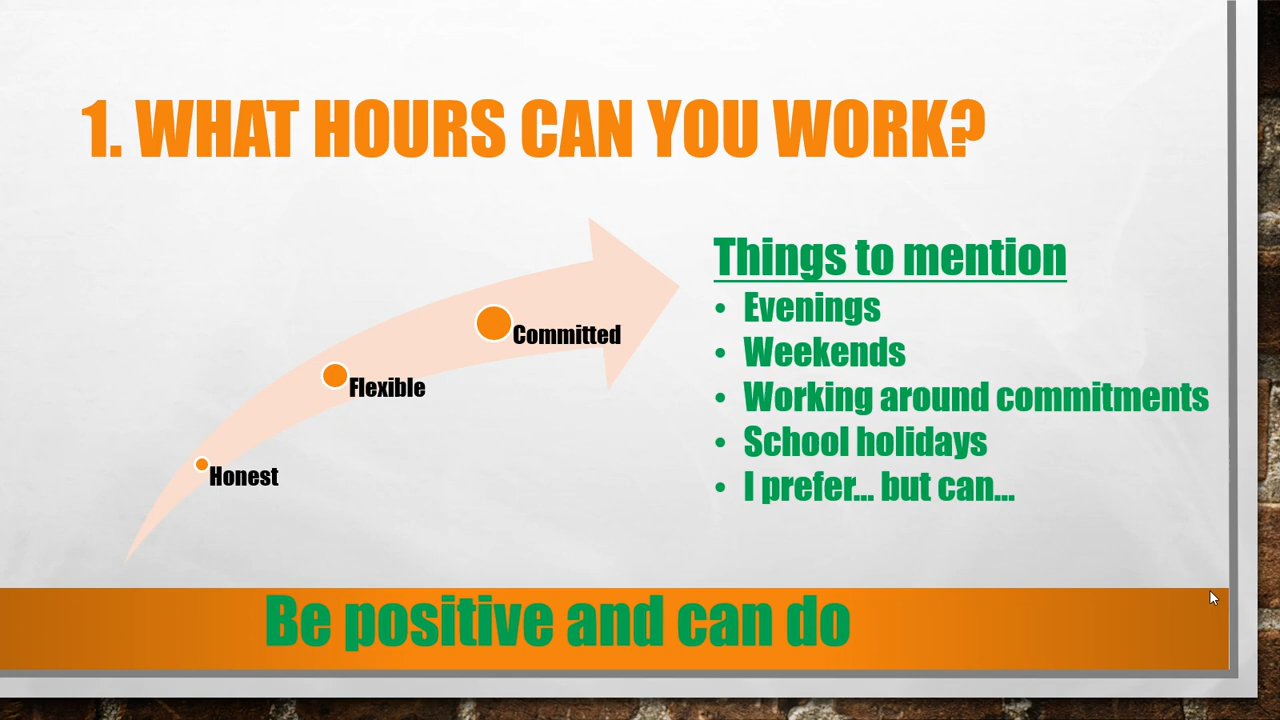 1. WHAT HOURS CAN YOU WORK?
Honest
Flexible
Committed
Things to mention
• Evenings
• Weekends
• Working around commitments
• School holidays
• I prefer... but can...
Be positive and can do